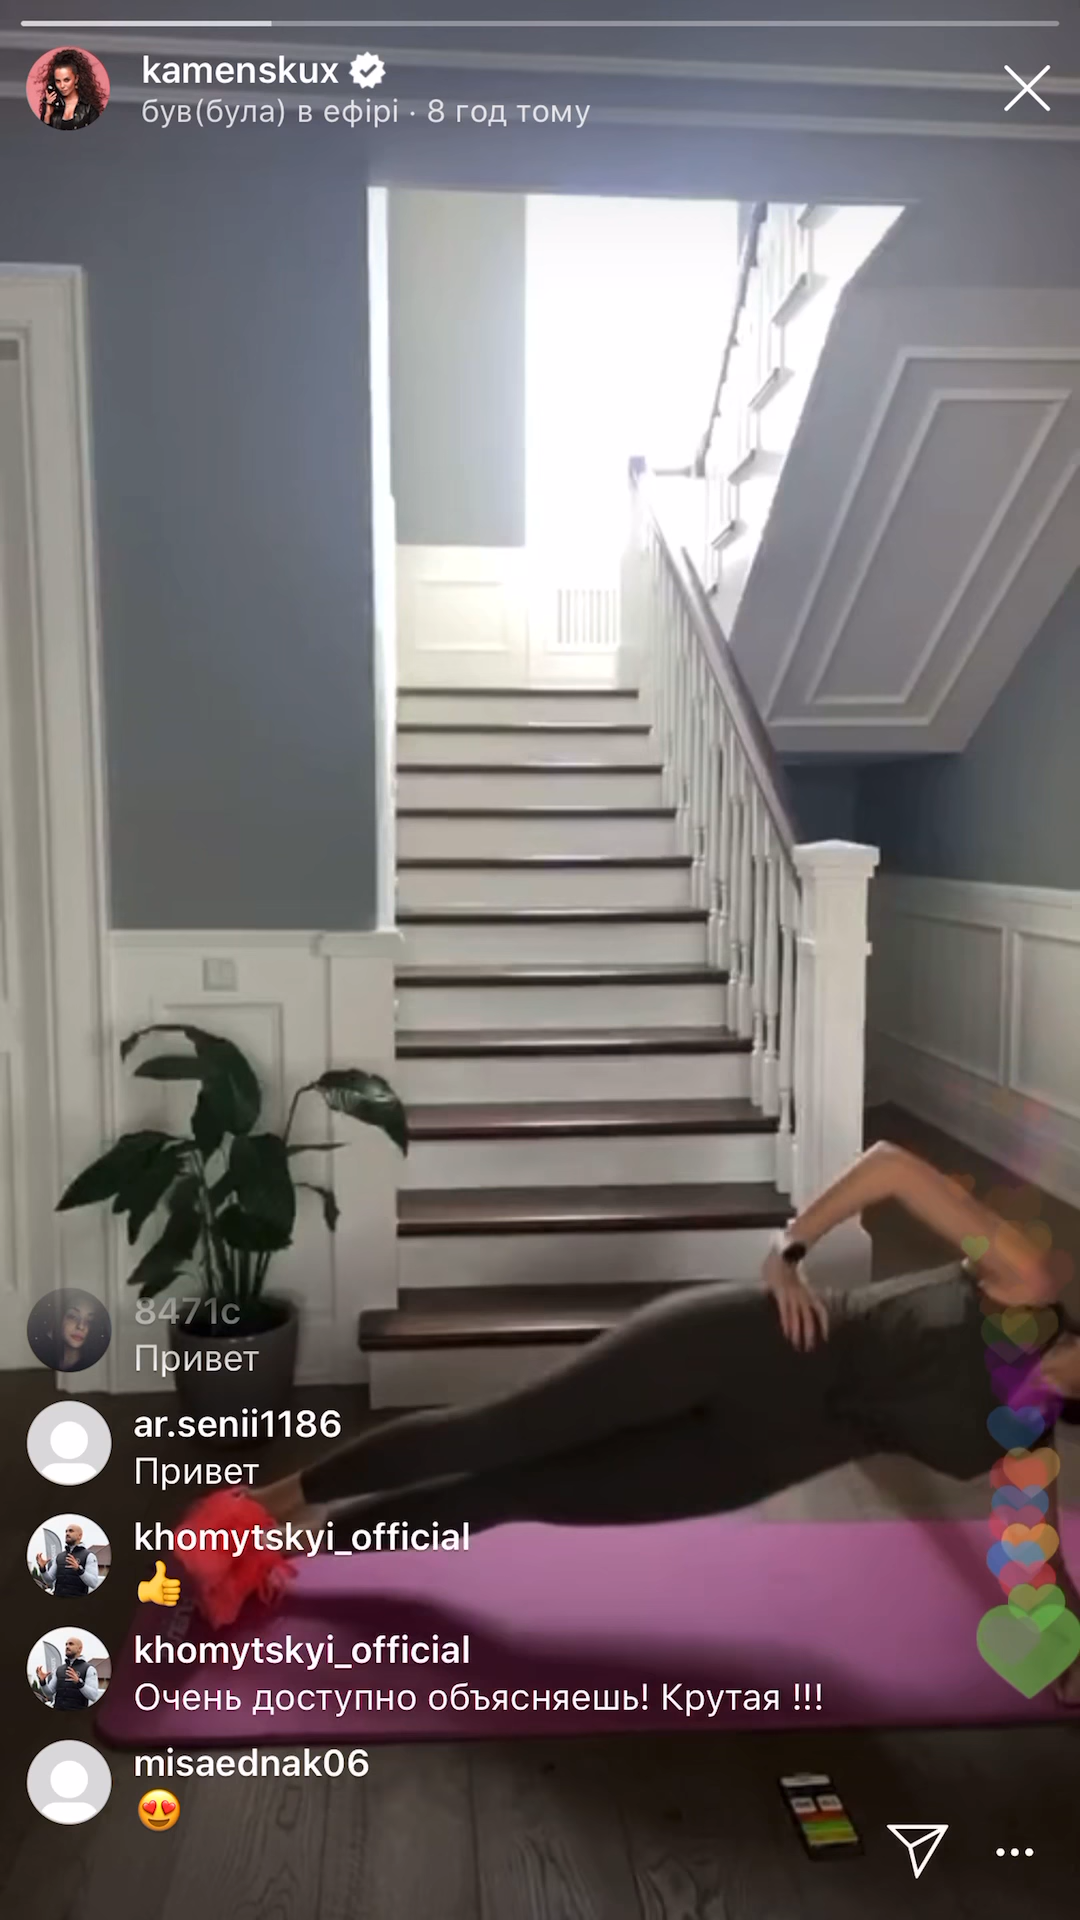 kamenskux
був(була) в ефірі · 8 год тому
8471c
Привет
ar.senii1186
Привет
khomytskyi_official
👍
khomytskyi_official
Очень доступно объясняешь! Крутая !!!
misaednak06
😍